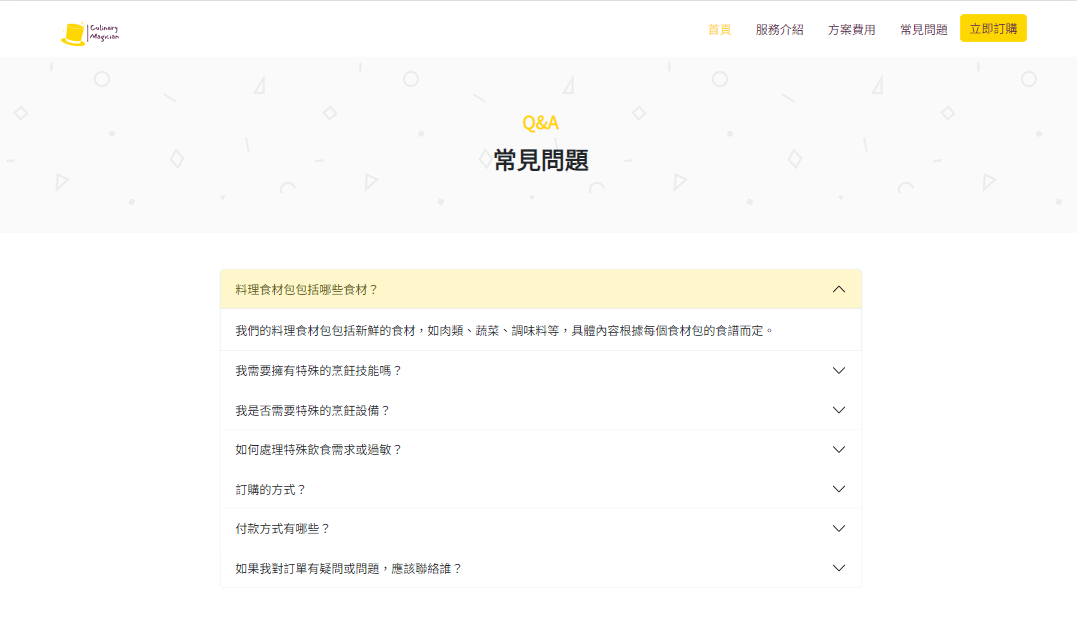 Culinary
Magician
首頁
服務介紹
方案費用
常見問題
立即訂購
Q&A
常見問題
料理食材包包括哪些食材？
我們的料理食材包包括新鮮的食材，如肉類、蔬菜、調味料等，具體內容根據每個食材包的食譜而定。
我需要擁有特殊的烹飪技能嗎？
我是否需要特殊的烹飪設備？
如何處理特殊飲食需求或過敏？
訂購的方式？
付款方式有哪些？
如果我對訂單有疑問或問題，應該聯絡誰？